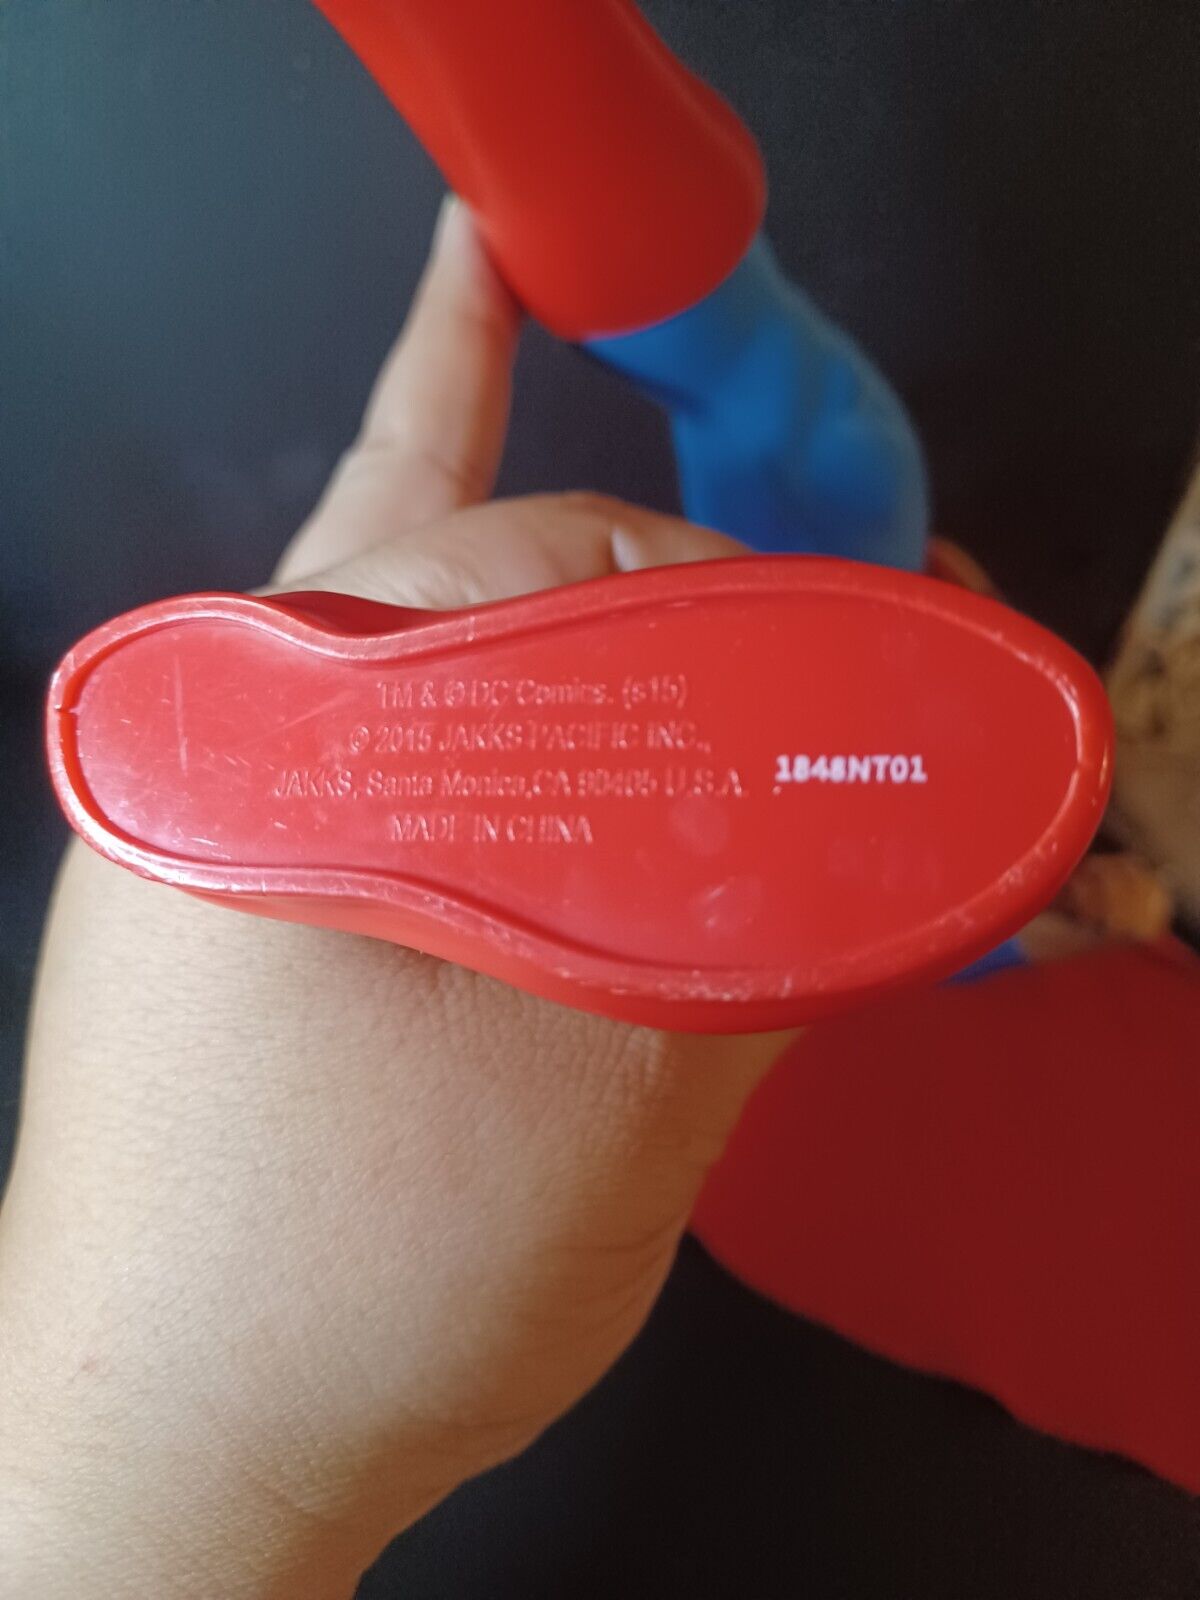 TM & © DC Comics. (s15)
© 2015 JAKKS PACIFIC INC.,
JAKKS, Santa Monica,CA 90405 U.S.A.
MADE IN CHINA
1848NT01